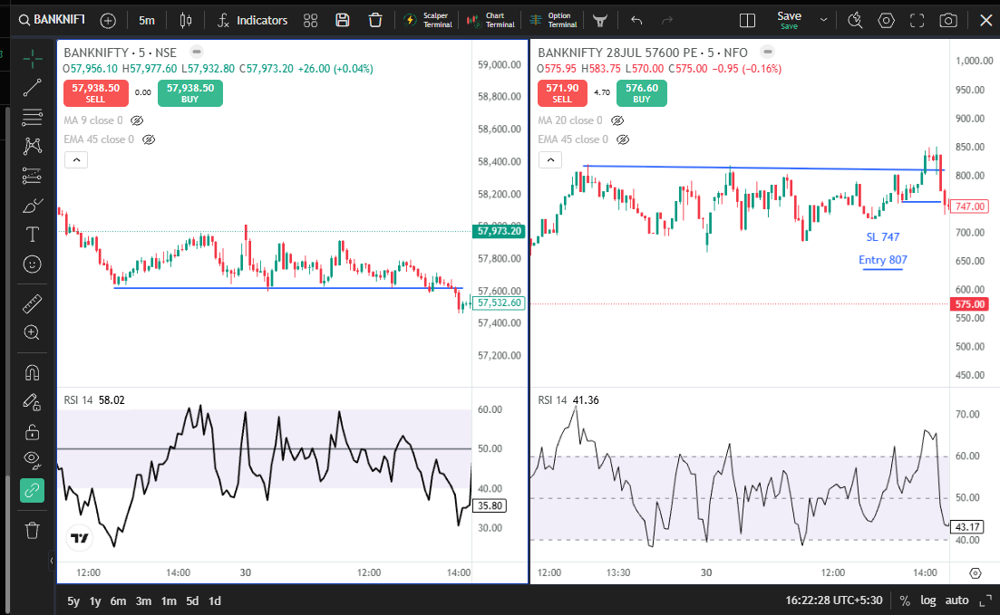 BANKNIFT 5m Indicators Scalper Terminal Chart Terminal Option Terminal Save Save
BANKNIFTY · 5 · NSE
O57,956.10 H57,977.60 L57,932.80 C57,973.20 +26.00 (+0.04%)
57,938.50 SELL 0.00 57,938.50 BUY
MA 9 close 0
EMA 45 close 0
59,000.00
58,800.00
58,600.00
58,400.00
58,200.00
57,973.20
57,800.00
57,600.00
57,532.60
57,400.00
57,200.00
RSI 14 58.02
60.00
50.00
40.00
35.80
30.00
12:00 14:00 30 12:00 14:00
BANKNIFTY 28JUL 57600 PE · 5 · NFO
O575.95 H583.75 L570.00 C575.00 −0.95 (−0.16%)
571.90 SELL 4.70 576.60 BUY
MA 20 close 0
EMA 45 close 0
1,000.00
950.00
900.00
850.00
800.00
747.00
700.00
650.00
600.00
575.00
550.00
500.00
450.00
SL 747
Entry 807
RSI 14 41.36
70.00
60.00
50.00
43.17
40.00
12:00 13:30 30 12:00 14:00
5y 1y 6m 3m 1m 5d 1d
16:22:28 UTC+5:30 % log auto